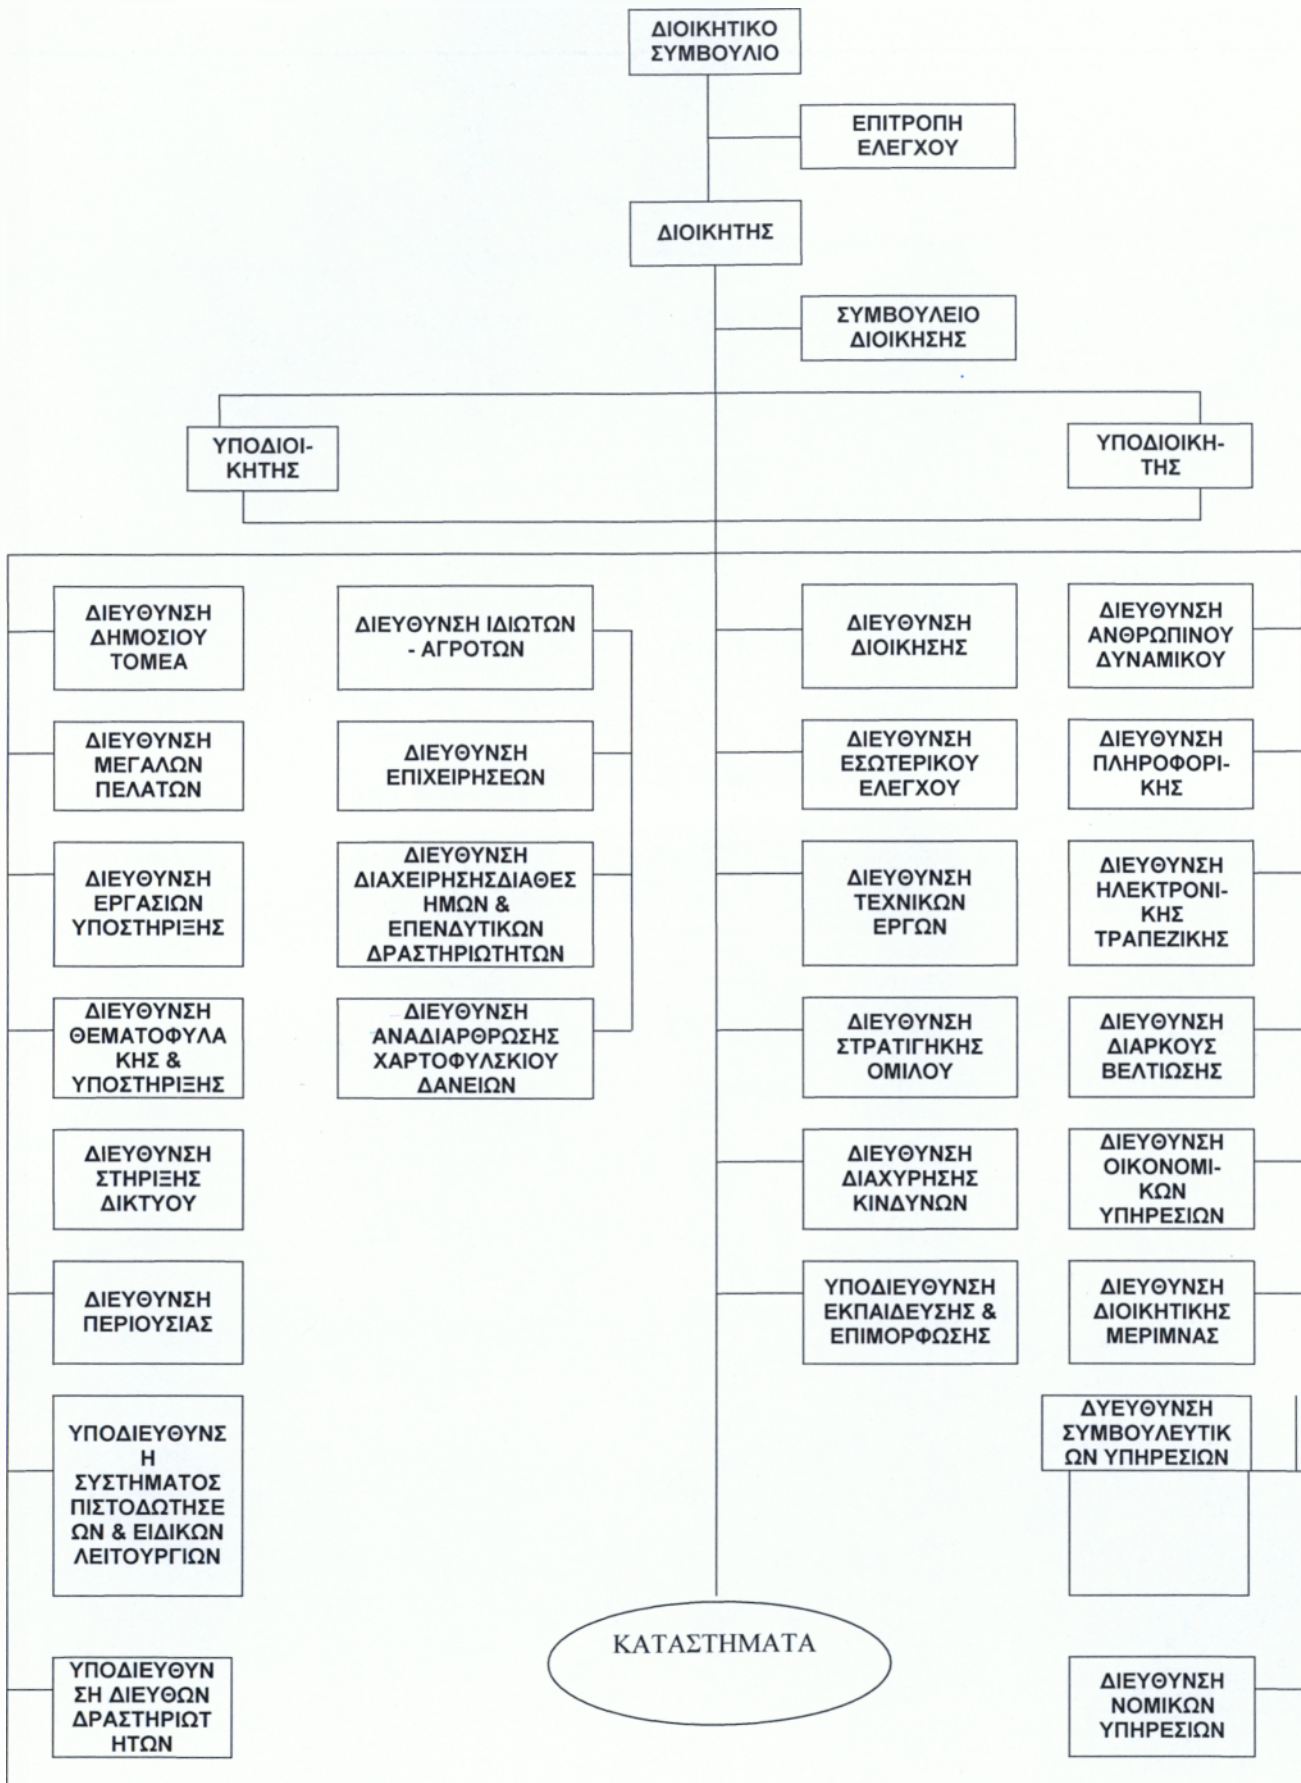 ΔΙΟΙΚΗΤΙΚΟ
ΣΥΜΒΟΥΛΙΟ
ΕΠΙΤΡΟΠΗ
ΕΛΕΓΧΟΥ
ΔΙΟΙΚΗΤΗΣ
ΣΥΜΒΟΥΛΕΙΟ
ΔΙΟΙΚΗΣΗΣ
ΥΠΟΔΙΟΙ-
ΚΗΤΗΣ
ΥΠΟΔΙΟΙΚΗ-
ΤΗΣ
ΔΙΕΥΘΥΝΣΗ
ΔΗΜΟΣΙΟΥ
ΤΟΜΕΑ
ΔΙΕΥΘΥΝΣΗ ΙΔΙΩΤΩΝ
- ΑΓΡΟΤΩΝ
ΔΙΕΥΘΥΝΣΗ
ΔΙΟΙΚΗΣΗΣ
ΔΙΕΥΘΥΝΣΗ
ΑΝΘΡΩΠΙΝΟΥ
ΔΥΝΑΜΙΚΟΥ
ΔΙΕΥΘΥΝΣΗ
ΜΕΓΑΛΩΝ
ΠΕΛΑΤΩΝ
ΔΙΕΥΘΥΝΣΗ
ΕΠΙΧΕΙΡΗΣΕΩΝ
ΔΙΕΥΘΥΝΣΗ
ΕΣΩΤΕΡΙΚΟΥ
ΕΛΕΓΧΟΥ
ΔΙΕΥΘΥΝΣΗ
ΠΛΗΡΟΦΟΡΙ-
ΚΗΣ
ΔΙΕΥΘΥΝΣΗ
ΕΡΓΑΣΙΩΝ
ΥΠΟΣΤΗΡΙΞΗΣ
ΔΙΕΥΘΥΝΣΗ
ΔΙΑΧΕΙΡΗΣΗΣΔΙΑΘΕΣ
ΗΜΩΝ &
ΕΠΕΝΔΥΤΙΚΩΝ
ΔΡΑΣΤΗΡΙΩΤΗΤΩΝ
ΔΙΕΥΘΥΝΣΗ
ΤΕΧΝΙΚΩΝ
ΕΡΓΩΝ
ΔΙΕΥΘΥΝΣΗ
ΗΛΕΚΤΡΟΝΙ-
ΚΗΣ
ΤΡΑΠΕΖΙΚΗΣ
ΔΙΕΥΘΥΝΣΗ
ΘΕΜΑΤΟΦΥΛΑ
ΚΗΣ &
ΥΠΟΣΤΗΡΙΞΗΣ
ΔΙΕΥΘΥΝΣΗ
ΑΝΑΔΙΑΡΘΡΩΣΗΣ
ΧΑΡΤΟΦΥΛΣΚΙΟΥ
ΔΑΝΕΙΩΝ
ΔΙΕΥΘΥΝΣΗ
ΣΤΡΑΤΙΓΗΚΗΣ
ΟΜΙΛΟΥ
ΔΙΕΥΘΥΝΣΗ
ΔΙΑΡΚΟΥΣ
ΒΕΛΤΙΩΣΗΣ
ΔΙΕΥΘΥΝΣΗ
ΣΤΗΡΙΞΗΣ
ΔΙΚΤΥΟΥ
ΔΙΕΥΘΥΝΣΗ
ΔΙΑΧΥΡΗΣΗΣ
ΚΙΝΔΥΝΩΝ
ΔΙΕΥΘΥΝΣΗ
ΟΙΚΟΝΟΜΙ-
ΚΩΝ
ΥΠΗΡΕΣΙΩΝ
ΔΙΕΥΘΥΝΣΗ
ΠΕΡΙΟΥΣΙΑΣ
ΥΠΟΔΙΕΥΘΥΝΣΗ
ΕΚΠΑΙΔΕΥΣΗΣ &
ΕΠΙΜΟΡΦΩΣΗΣ
ΔΙΕΥΘΥΝΣΗ
ΔΙΟΙΚΗΤΙΚΗΣ
ΜΕΡΙΜΝΑΣ
ΥΠΟΔΙΕΥΘΥΝΣ
Η
ΣΥΣΤΗΜΑΤΟΣ
ΠΙΣΤΟΔΩΤΗΣΕ
ΩΝ & ΕΙΔΙΚΩΝ
ΛΕΙΤΟΥΡΓΙΩΝ
ΔΥΕΥΘΥΝΣΗ
ΣΥΜΒΟΥΛΕΥΤΙΚ
ΩΝ ΥΠΗΡΕΣΙΩΝ
ΚΑΤΑΣΤΗΜΑΤΑ
ΥΠΟΔΙΕΥΘΥΝ
ΣΗ ΔΙΕΥΘΩΝ
ΔΡΑΣΤΗΡΙΩΤ
ΗΤΩΝ
ΔΙΕΥΘΥΝΣΗ
ΝΟΜΙΚΩΝ
ΥΠΗΡΕΣΙΩΝ